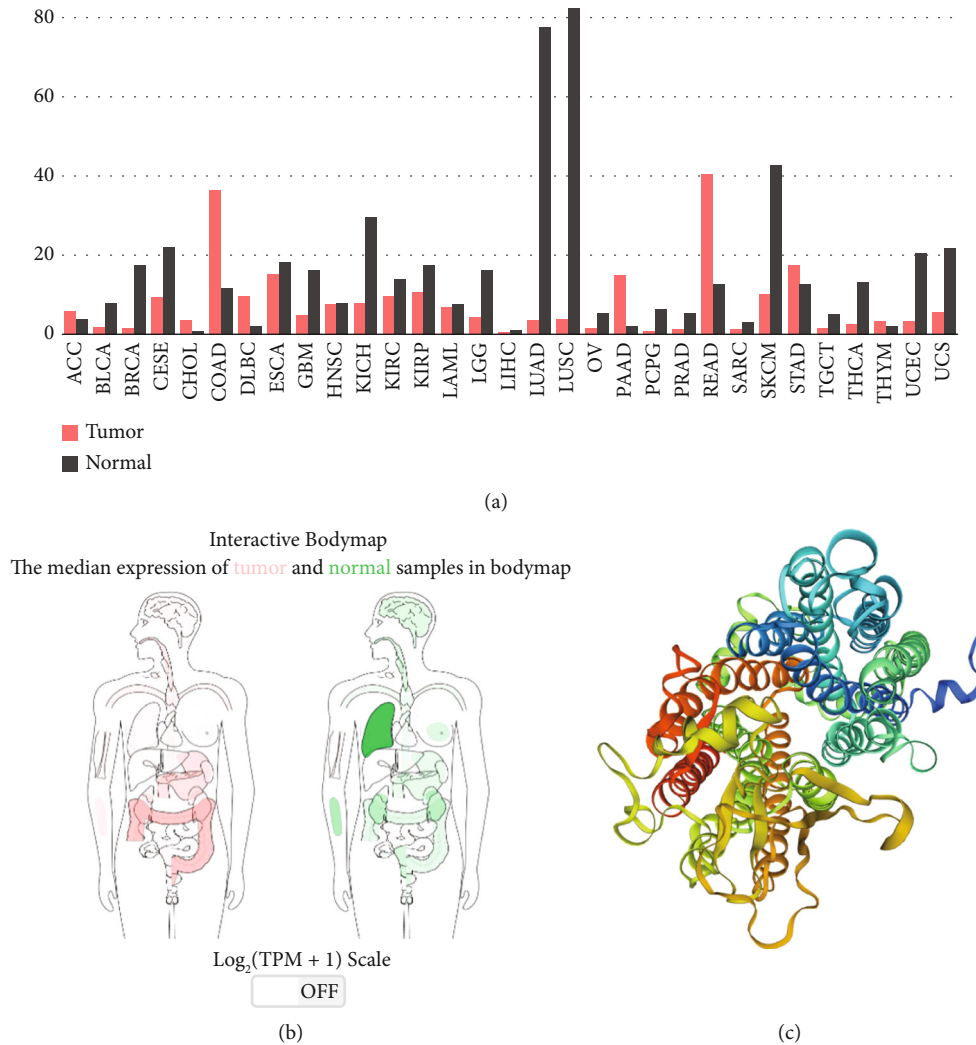 80
60
40
20
0
ACC
BLCA
BRCA
CESE
CHOL
COAD
DLBC
ESCA
GBM
HNSC
KICH
KIRC
KIRP
LAML
LGG
LIHC
LUAD
LUSC
OV
PAAD
PCPG
PRAD
READ
SARC
SKCM
STAD
TGCT
THCA
THYM
UCEC
UCS
Tumor
Normal
(a)
Interactive Bodymap
The median expression of tumor and normal samples in bodymap
Log₂(TPM + 1) Scale
OFF
(b)
(c)